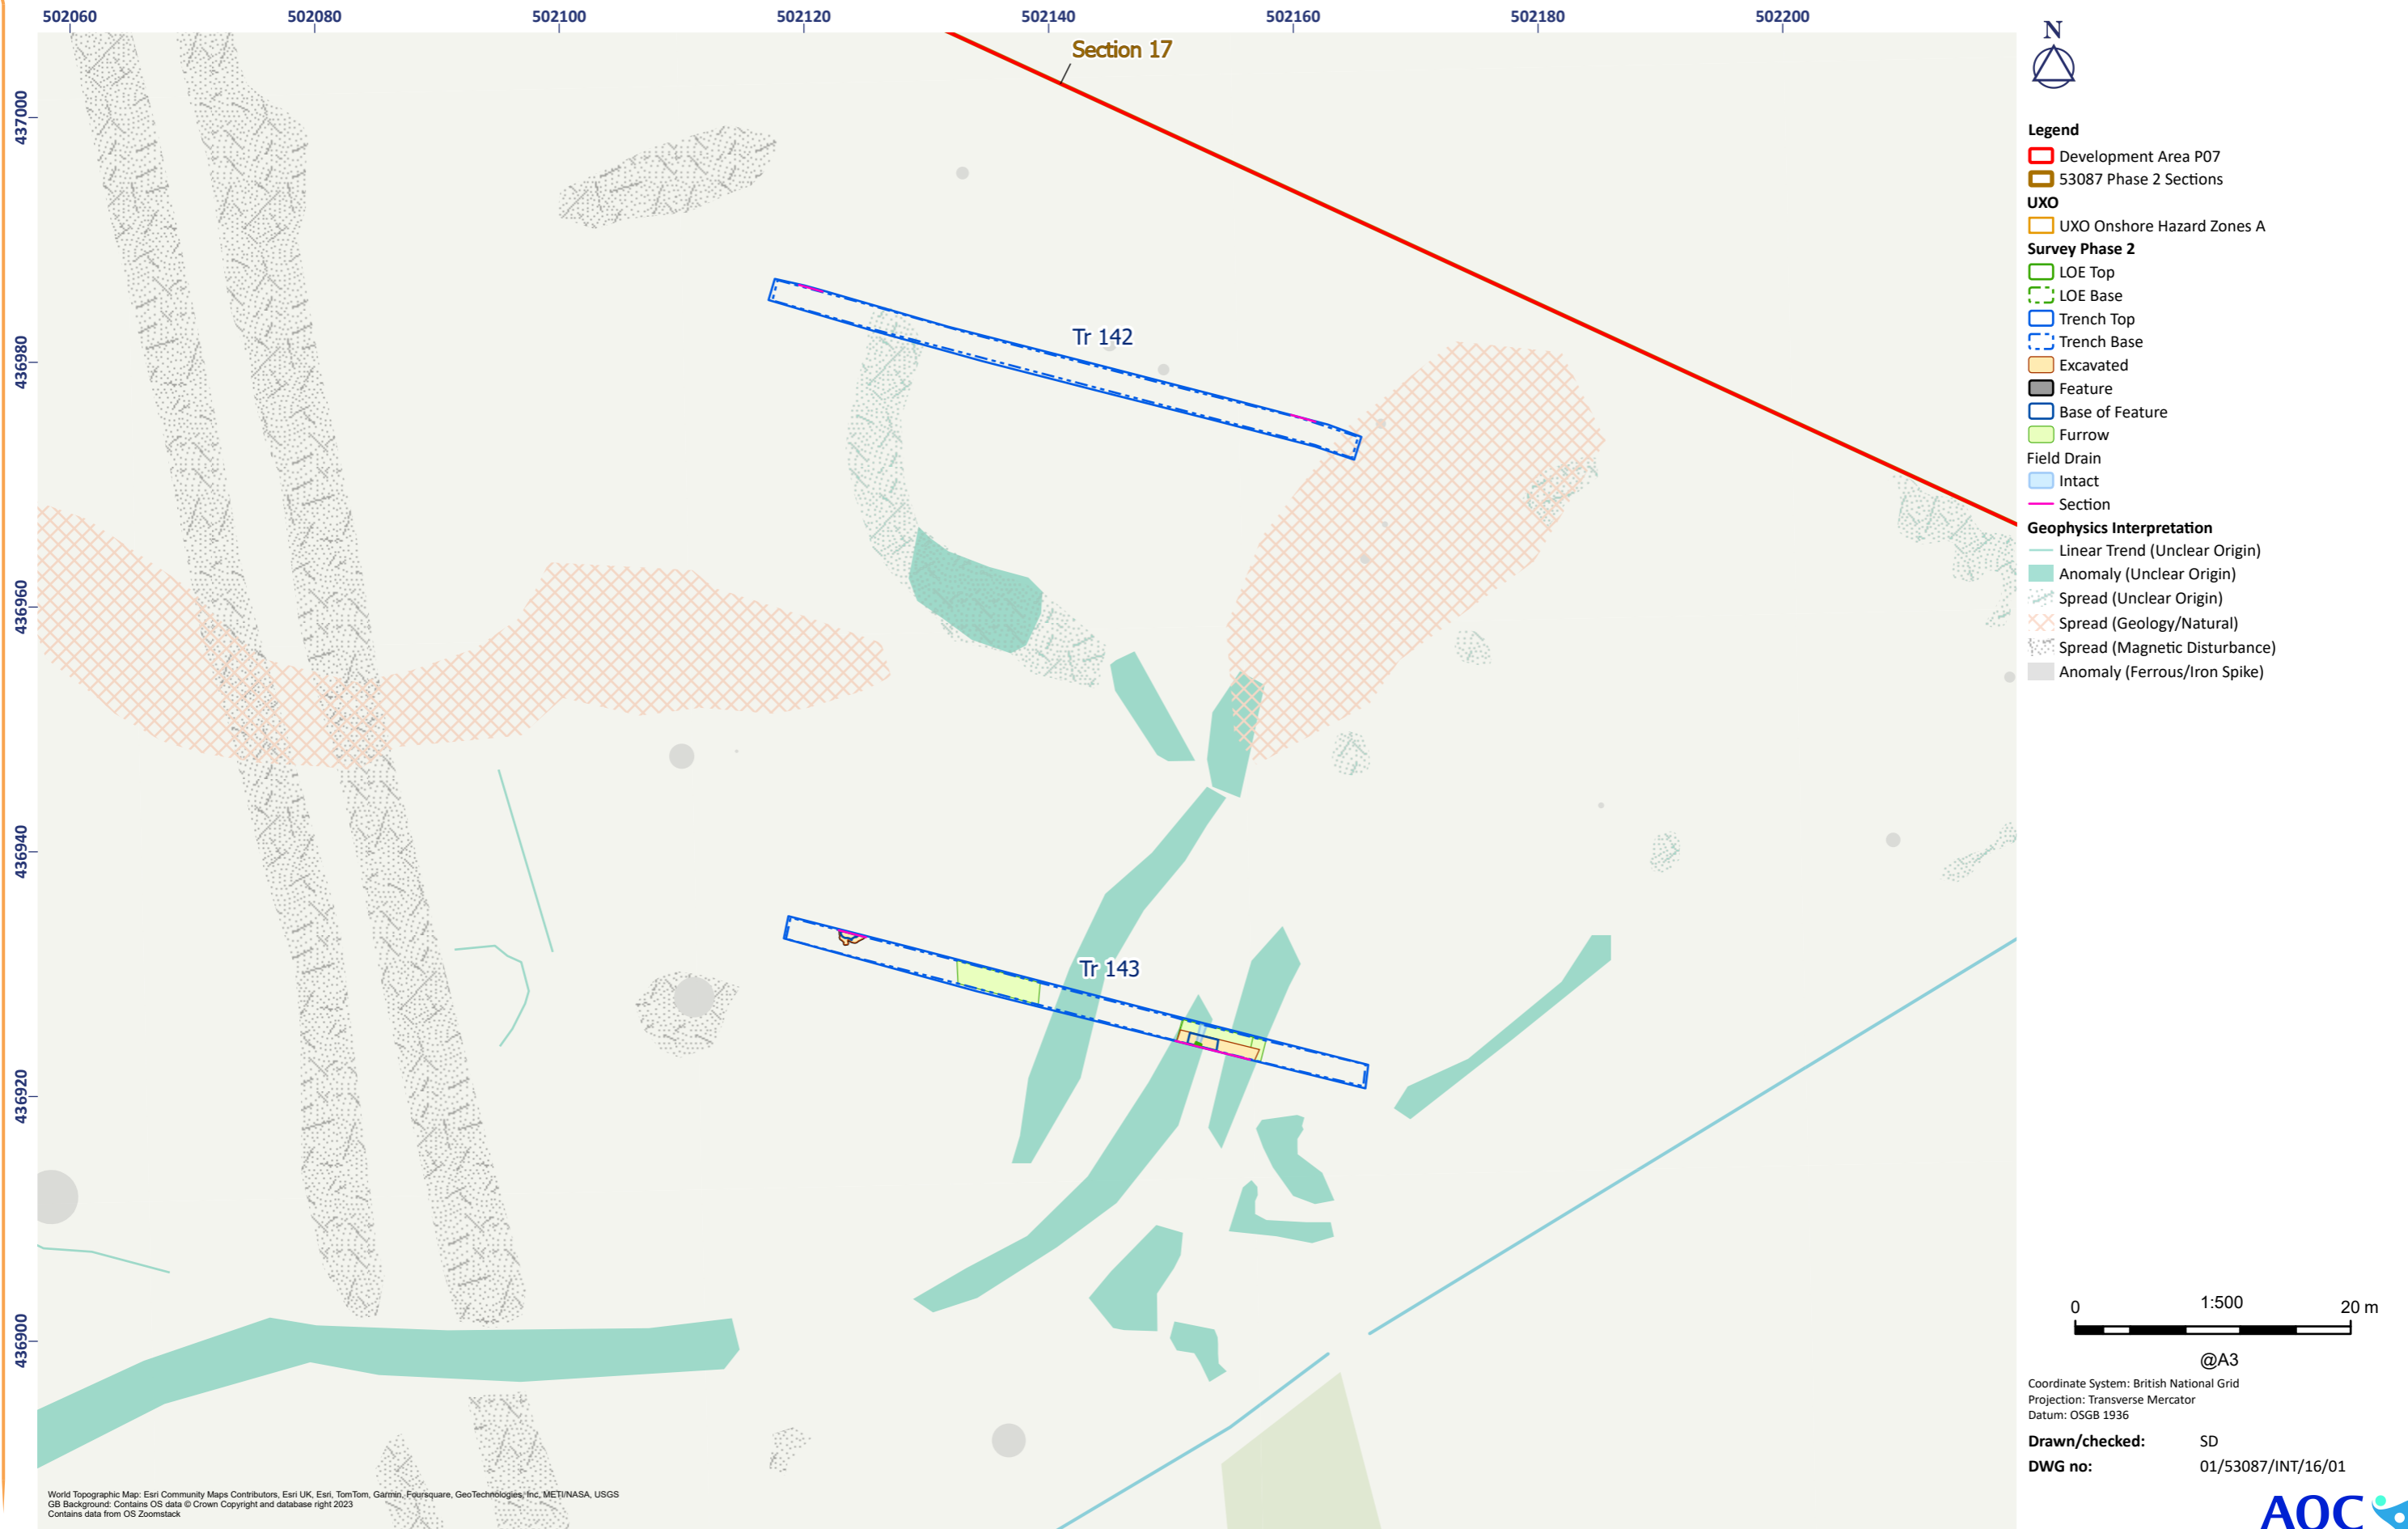 502060 502080 502100 502120 502140 502160 502180 502200
437000
436980
436960
436940
436920
436900
Section 17
Tr 142
Tr 143
N
Legend
Development Area P07
53087 Phase 2 Sections
UXO
UXO Onshore Hazard Zones A
Survey Phase 2
LOE Top
LOE Base
Trench Top
Trench Base
Excavated
Feature
Base of Feature
Furrow
Field Drain
Intact
Section
Geophysics Interpretation
Linear Trend (Unclear Origin)
Anomaly (Unclear Origin)
Spread (Unclear Origin)
Spread (Geology/Natural)
Spread (Magnetic Disturbance)
Anomaly (Ferrous/Iron Spike)
0 1:500 20 m
@A3
Coordinate System: British National Grid
Projection: Transverse Mercator
Datum: OSGB 1936
Drawn/checked: SD
DWG no: 01/53087/INT/16/01
AOC
World Topographic Map: Esri Community Maps Contributors, Esri UK, Esri, TomTom, Garmin, Foursquare, GeoTechnologies, Inc, METI/NASA, USGS
GB Background: Contains OS data © Crown Copyright and database right 2023
Contains data from OS Zoomstack